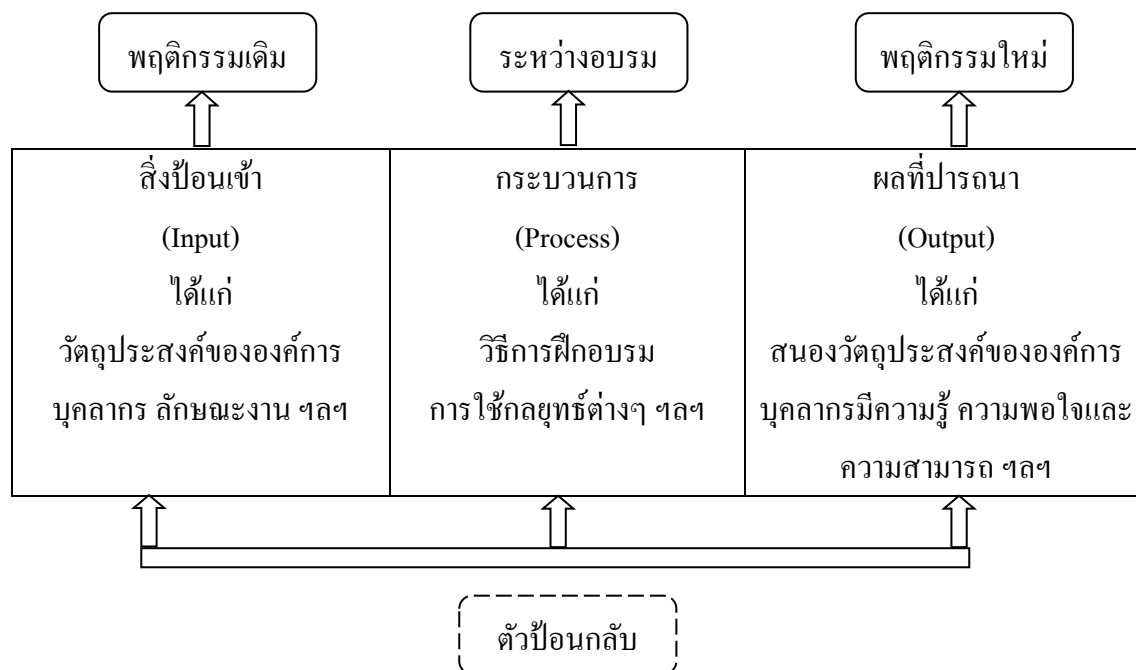 พฤติกรรมเดิม
ระหว่างอบรม
พฤติกรรมใหม่
สิ่งป้อนเข้า
(Input)
ได้แก่
วัตถุประสงค์ขององค์การ
บุคลากร ลักษณะงาน ฯลฯ
กระบวนการ
(Process)
ได้แก่
วิธีการฝึกอบรม
การใช้กลยุทธ์ต่างๆ ฯลฯ
ผลที่ปารถนา
(Output)
ได้แก่
สนองวัตถุประสงค์ขององค์การ
บุคลากรมีความรู้ ความพอใจและ
ความสามารถ ฯลฯ
ตัวป้อนกลับ